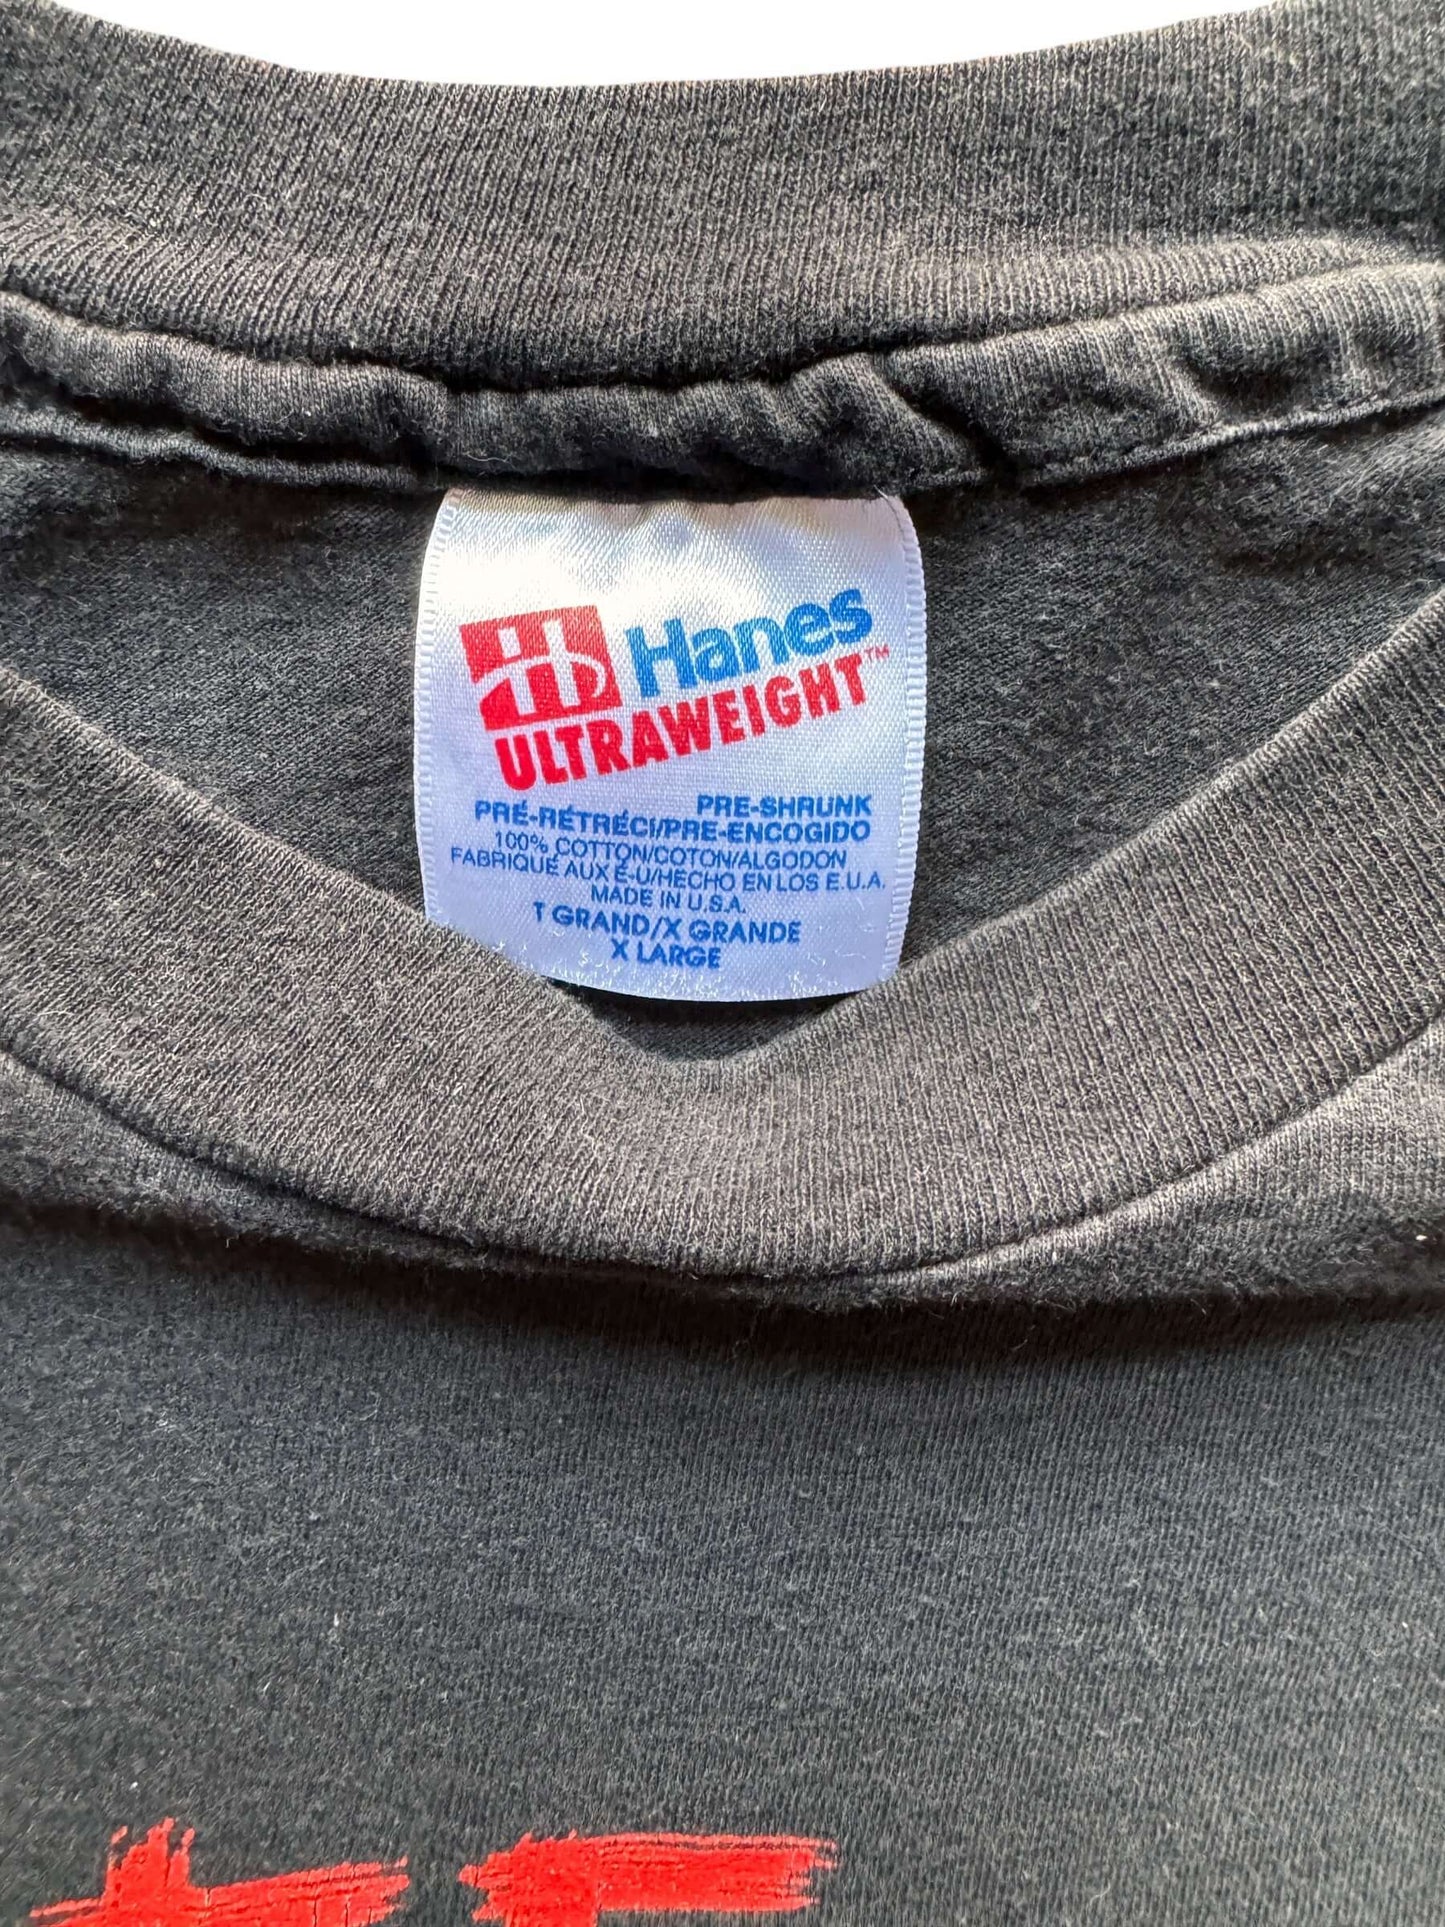 Hanes
ULTRAWEIGHT™
PRE-SHRUNK
PRÉ-RÉTRÉCI/PRE-ENCOGIDO
100% COTTON/COTON/ALGODON
FABRIQUÉ AUX É-U/HECHO EN LOS E.U.A.
MADE IN U.S.A.
T GRAND/X GRANDE
X LARGE